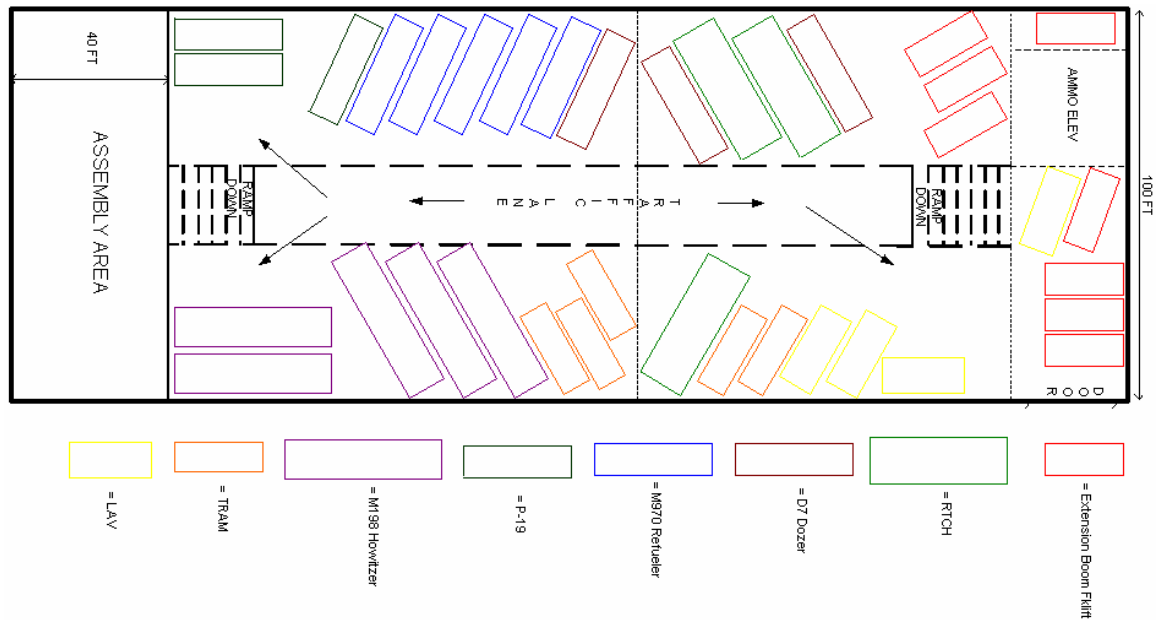 40 FT
ASSEMBLY AREA
RAMP
DOWN
TRAFFIC LANE
RAMP
DOWN
AMMO ELEV
100 FT
DOOR
= LAV
= TRAM
= M198 Howitzer
= P-19
= M970 Refueler
= D7 Dozer
= RTCH
= Extension Boom Fklift